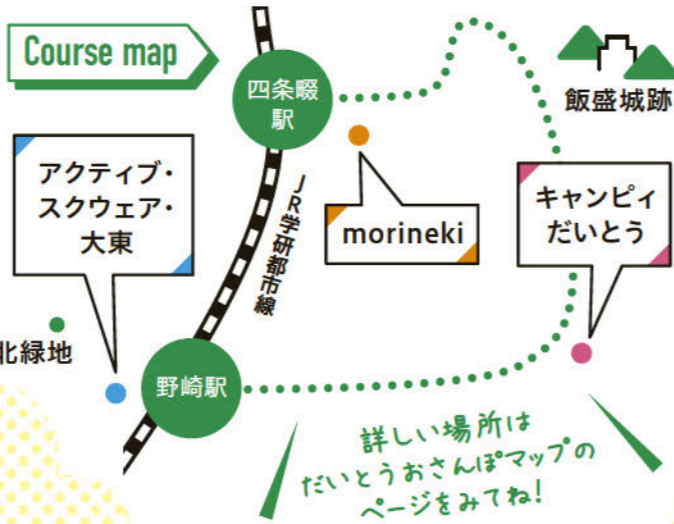 Course map
四条畷
駅
飯盛城跡
アクティブ・
スクウェア・
大東
JR学研都市線
morineki
キャンピィ
だいとう
北緑地
野崎駅
詳しい場所は
だいとうおさんぽマップの
ページをみてね!